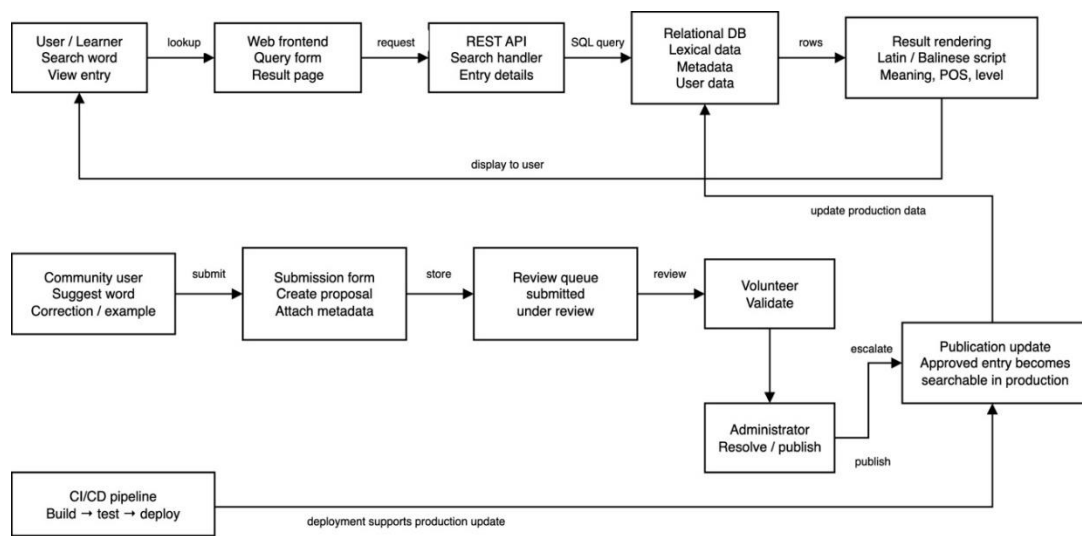 User / Learner
Search word
View entry
lookup
Web frontend
Query form
Result page
request
REST API
Search handler
Entry details
SQL query
Relational DB
Lexical data
Metadata
User data
rows
Result rendering
Latin / Balinese script
Meaning, POS, level
display to user
update production data
Community user
Suggest word
Correction / example
submit
Submission form
Create proposal
Attach metadata
store
Review queue
submitted
under review
review
Volunteer
Validate
escalate
Publication update
Approved entry becomes
searchable in production
Administrator
Resolve / publish
publish
CI/CD pipeline
Build → test → deploy
deployment supports production update